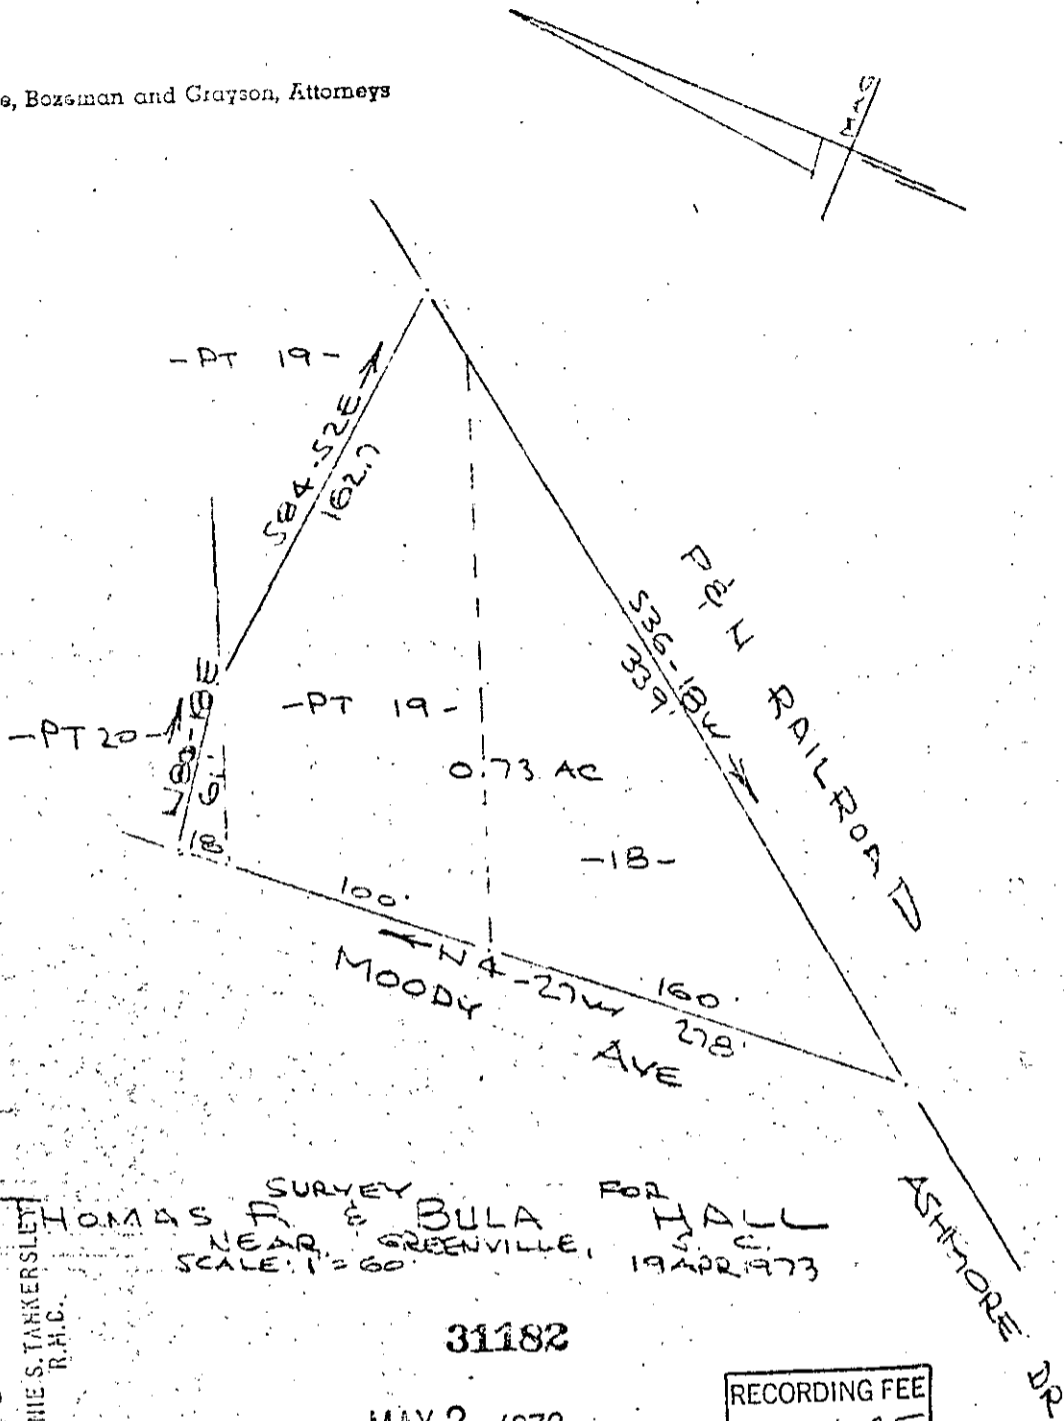 Bozeman and Grayson, Attorneys
MAG
-PT 19-
S84-52E
162.7
-PT 20-
N80-18E
61'
18'
-PT 19-
0.73 AC
-18-
S36-18W
339'
P & N RAILROAD
100'
N4-27W
160'
278'
MOODY AVE
ASHMORE DR
SURVEY FOR
THOMAS R. & BULA HALL
NEAR GREENVILLE, S. C.
SCALE: 1"=60' 19 APR 1973
S. TANKERSLEY
R.M.C.
31182
MAY 2
RECORDING FEE